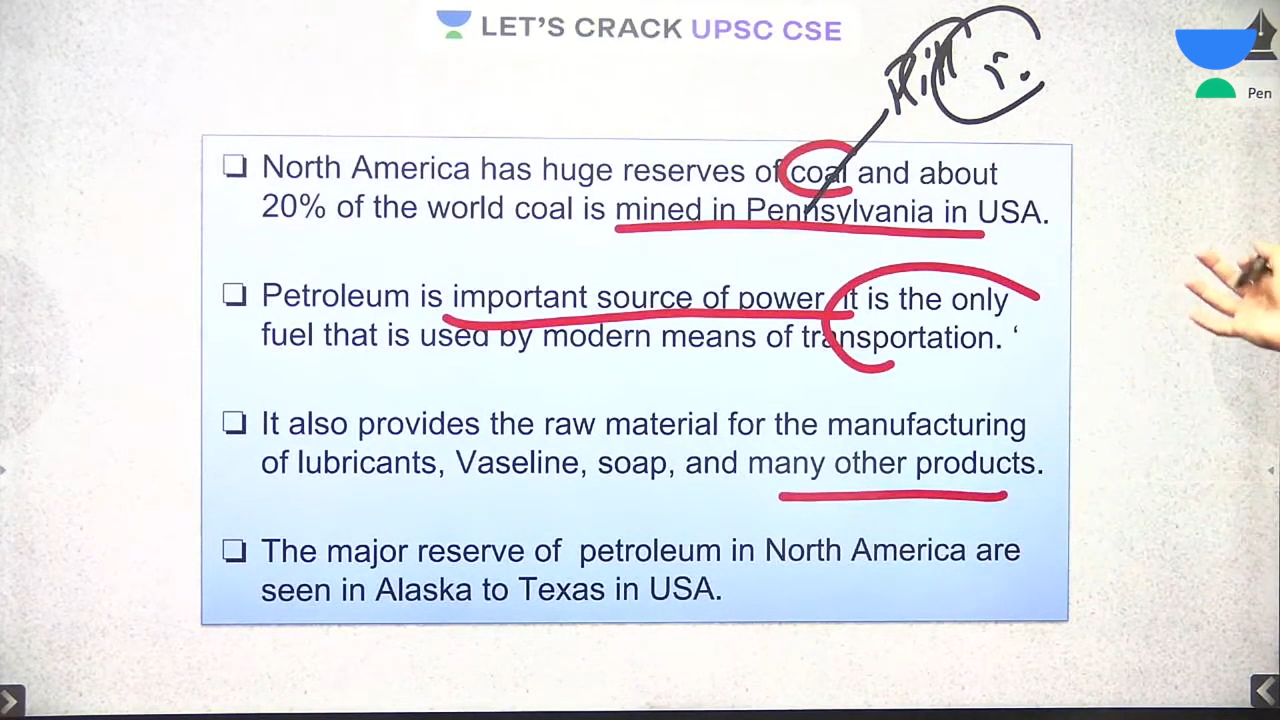 LET'S CRACK UPSC CSE
Pen
❑ North America has huge reserves of coal and about
20% of the world coal is mined in Pennsylvania in USA.
❑ Petroleum is important source of power. It is the only
fuel that is used by modern means of transportation. ‘
❑ It also provides the raw material for the manufacturing
of lubricants, Vaseline, soap, and many other products.
❑ The major reserve of petroleum in North America are
seen in Alaska to Texas in USA.